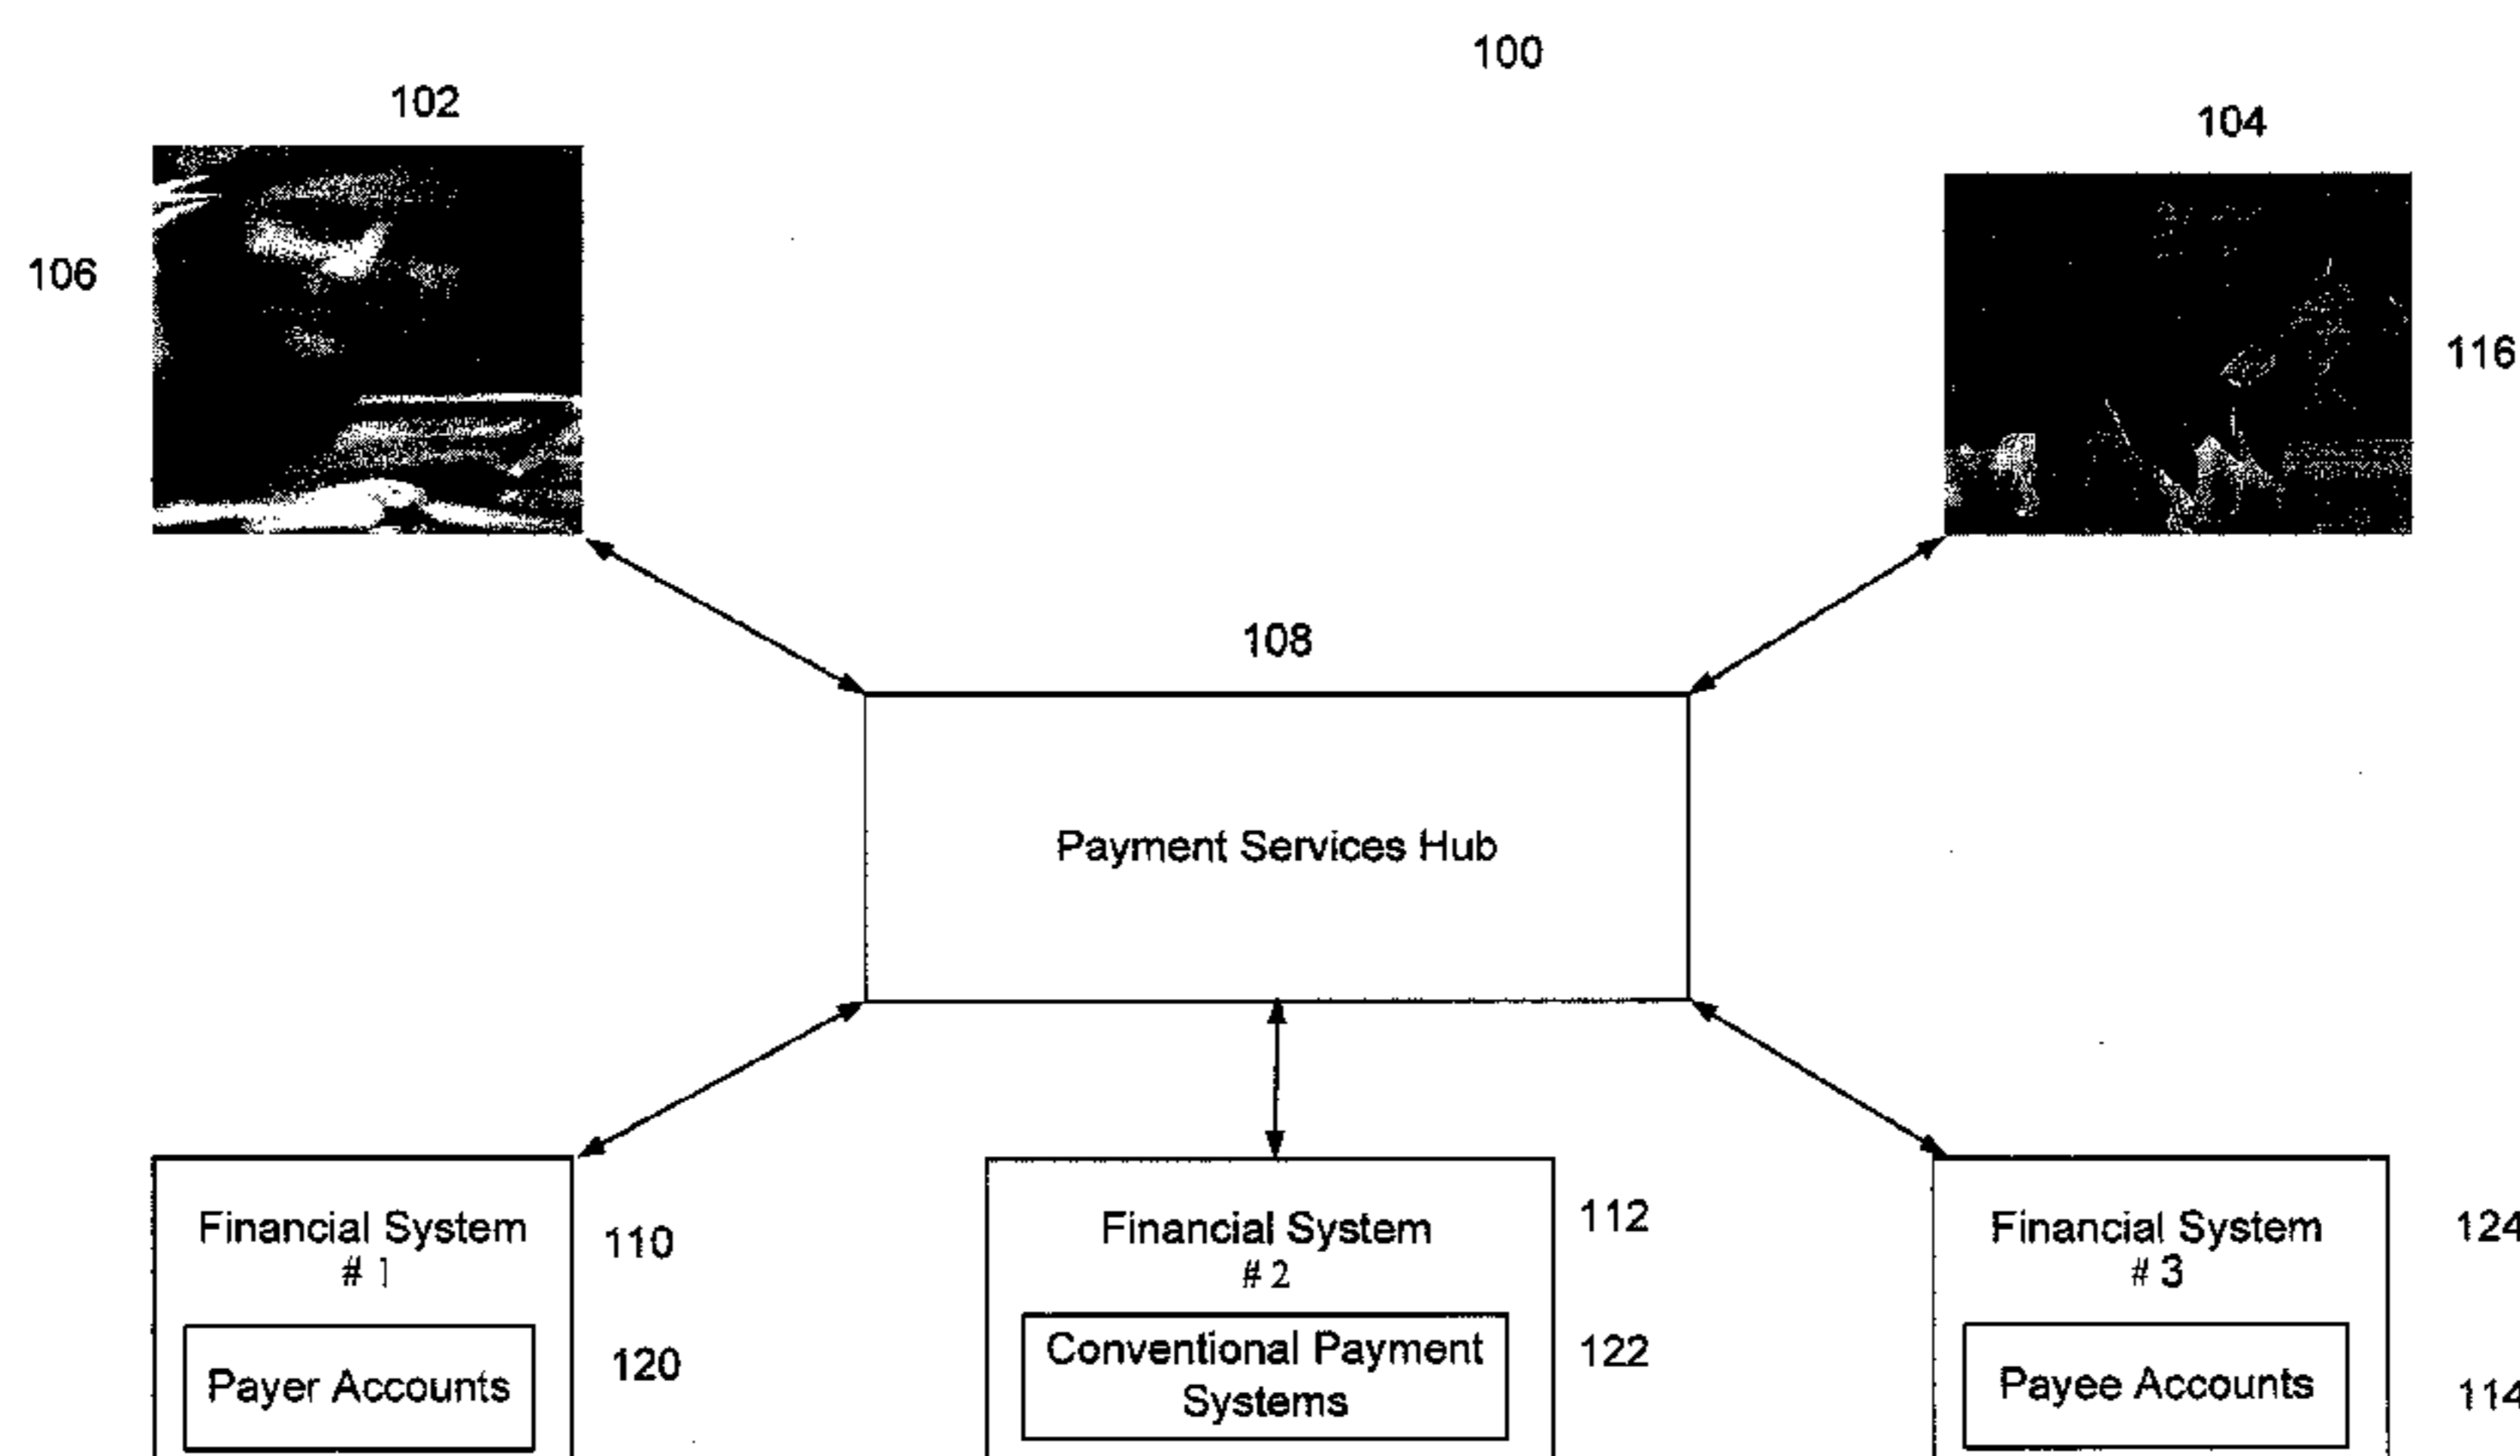 100
102
104
106
116
108
Payment Services Hub
Financial System
# 1
110
Financial System
# 2
112
Financial System
# 3
124
Payer Accounts
120
Conventional Payment
Systems
122
Payee Accounts
114